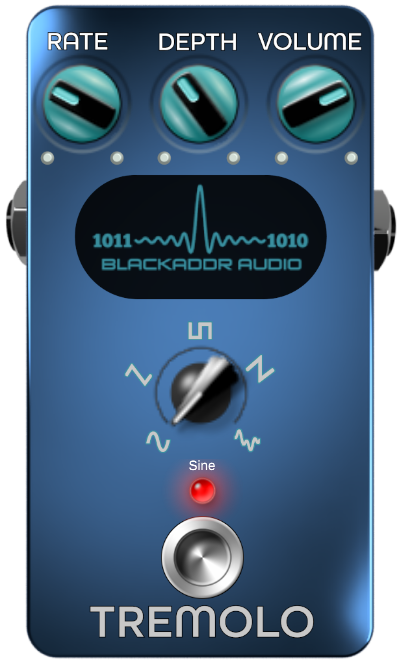 RATE DEPTH VOLUME
1011 1010
BLACKADDR AUDIO
Sine
TREMOLO